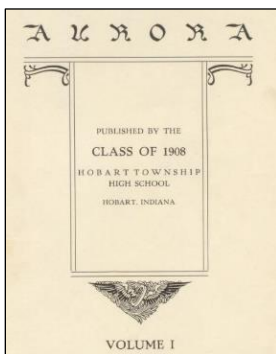 AURORA
PUBLISHED BY THE
CLASS OF 1908
HOBART TOWNSHIP
HIGH SCHOOL
HOBART, INDIANA
VOLUME I